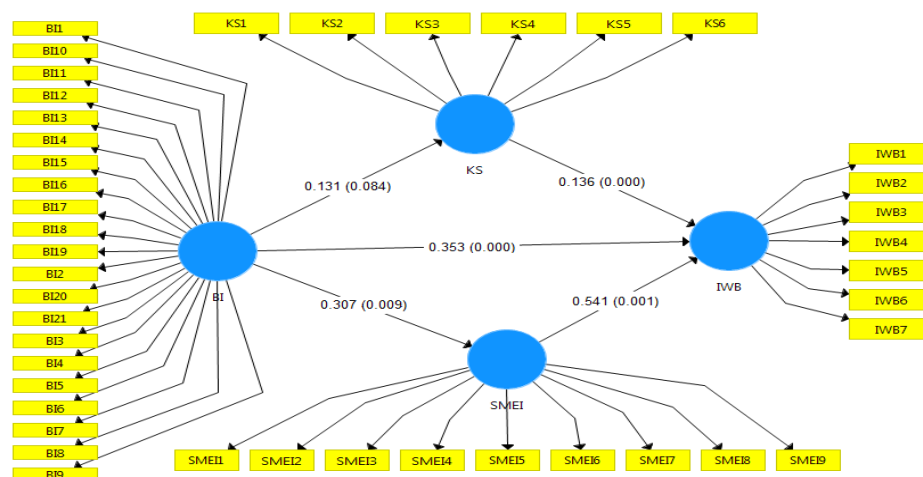 BI1
BI10
BI11
BI12
BI13
BI14
BI15
BI16
BI17
BI18
BI19
BI2
BI20
BI21
BI3
BI4
BI5
BI6
BI7
BI8
BI9
KS1 KS2 KS3 KS4 KS5 KS6
KS
0.131 (0.084)
0.136 (0.000)
0.353 (0.000)
BI
IWB
0.307 (0.009)
0.541 (0.001)
SMEI
IWB1
IWB2
IWB3
IWB4
IWB5
IWB6
IWB7
SMEI1 SMEI2 SMEI3 SMEI4 SMEI5 SMEI6 SMEI7 SMEI8 SMEI9